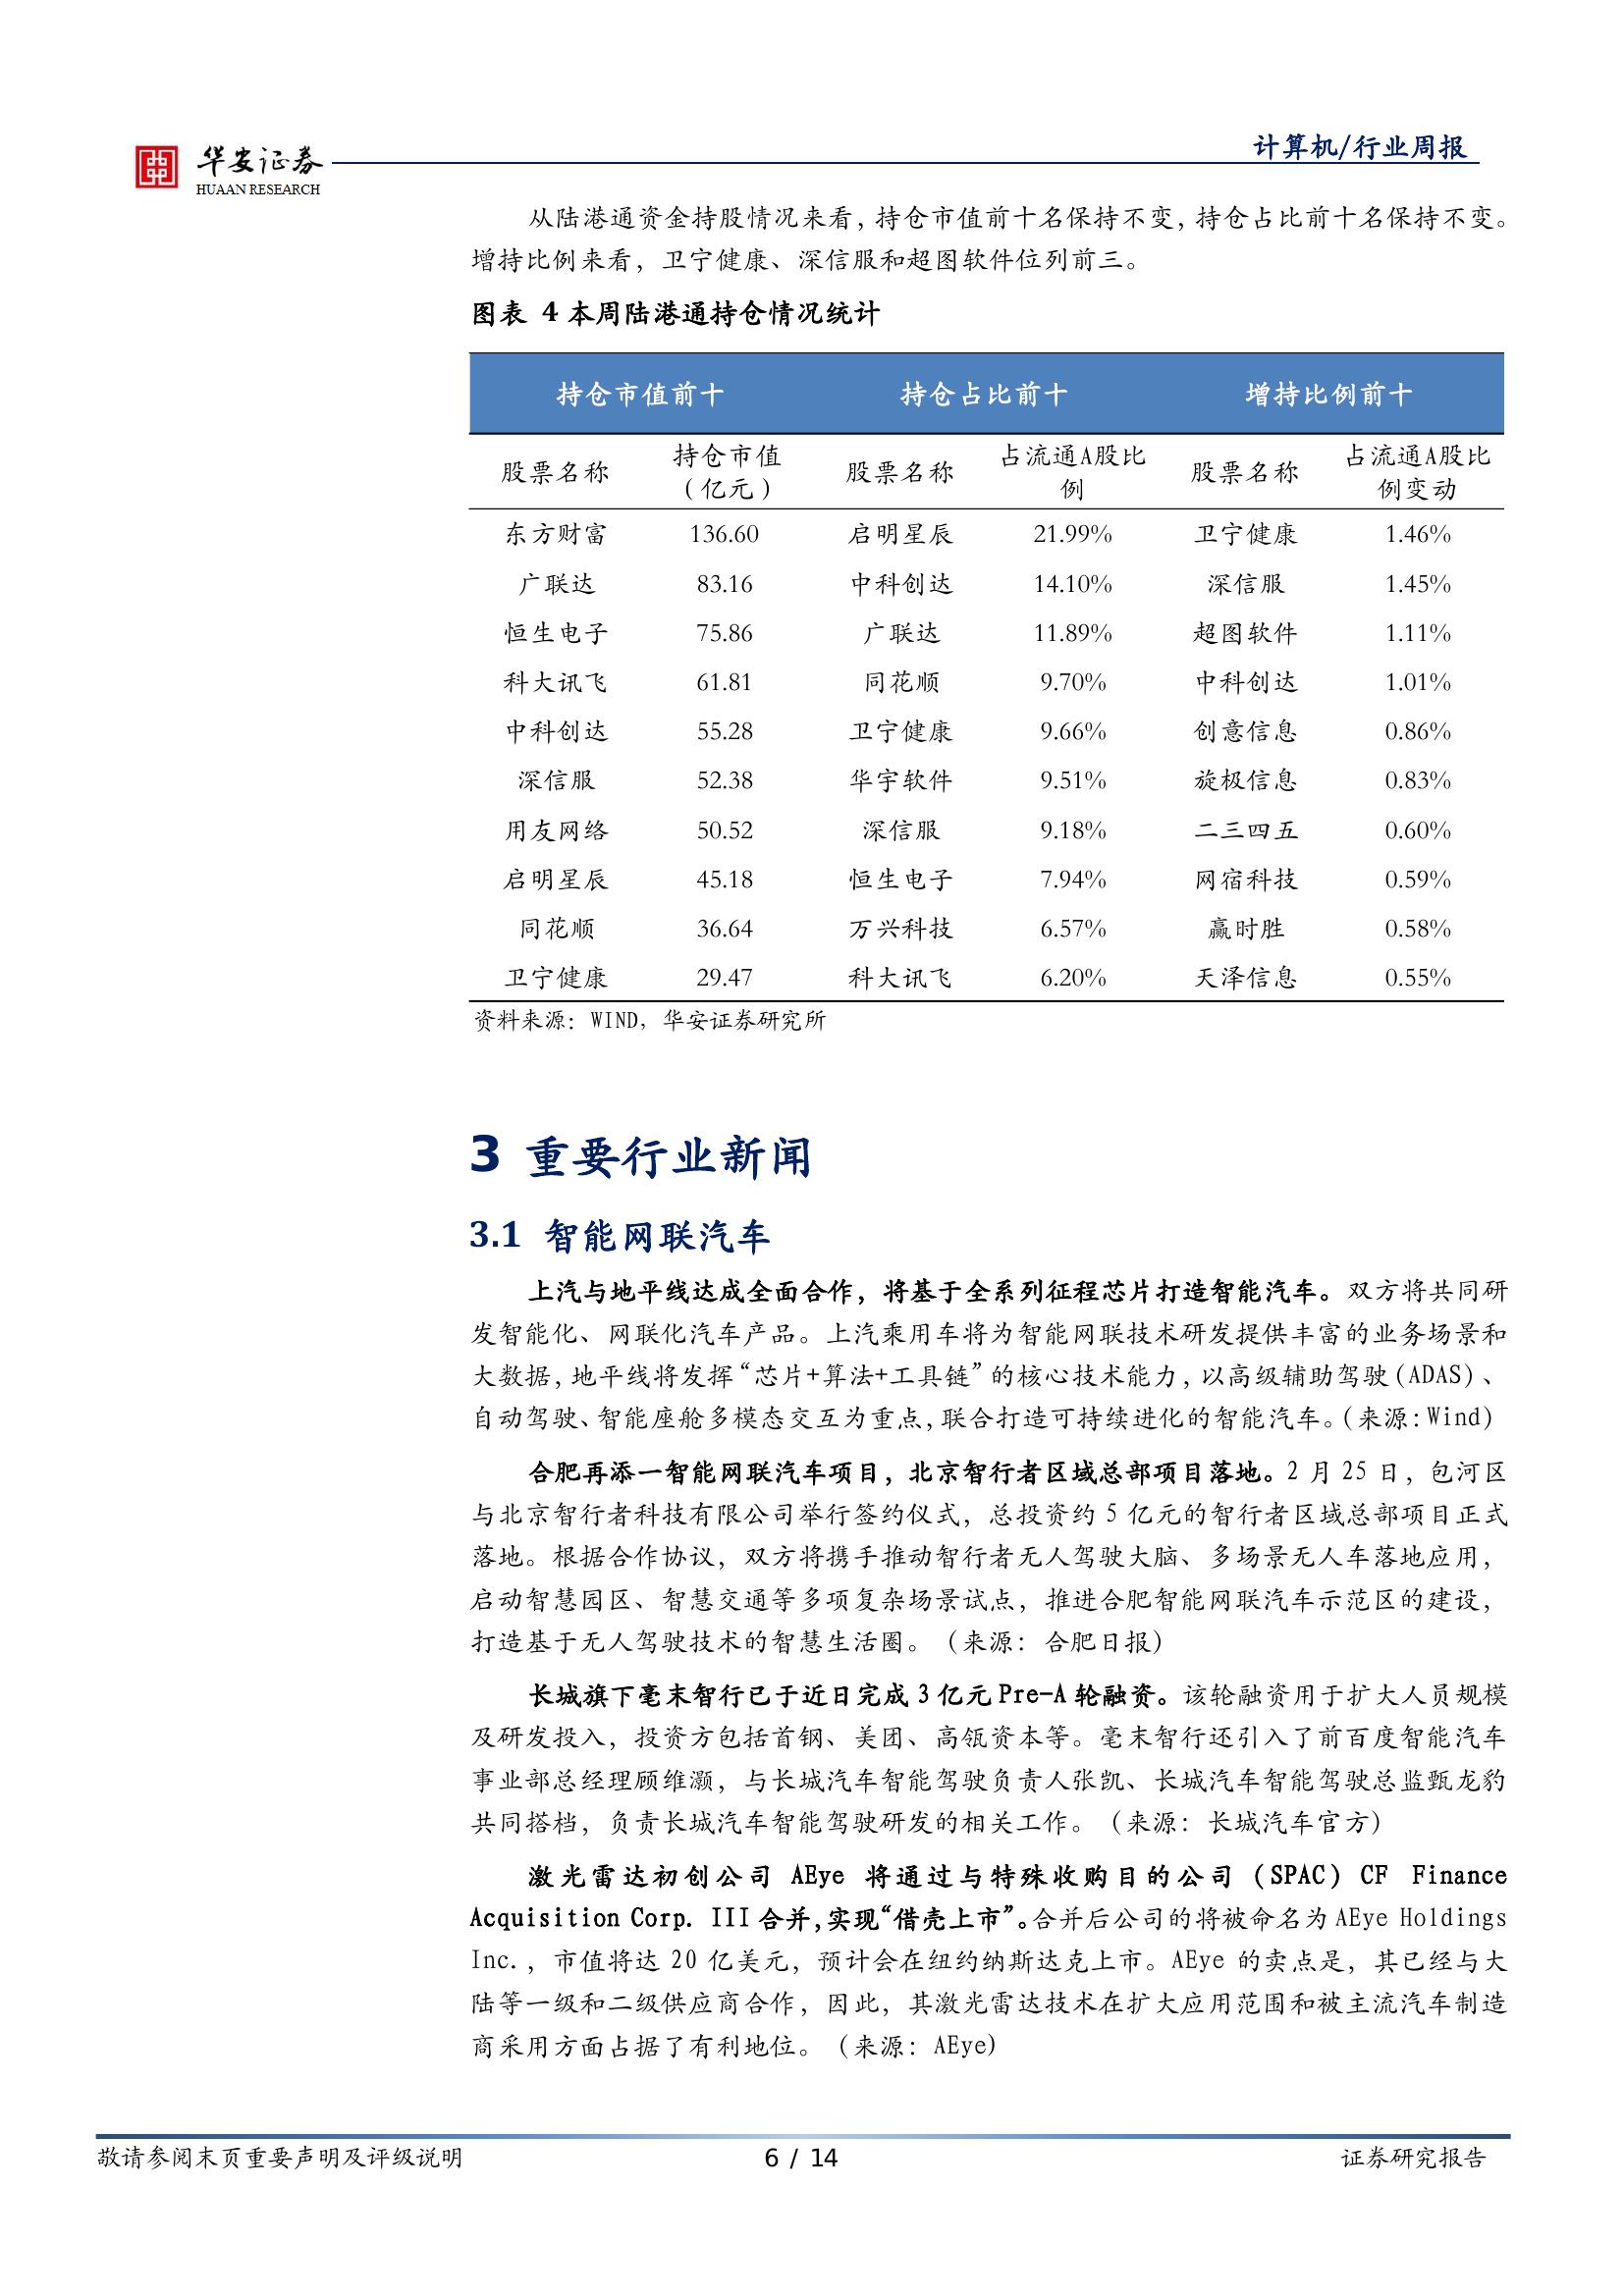 华安证券
HUAAN RESEARCH
计算机/行业周报
从陆港通资金持股情况来看，持仓市值前十名保持不变，持仓占比前十名保持不变。
增持比例来看，卫宁健康、深信服和超图软件位列前三。
图表 4 本周陆港通持仓情况统计
持仓市值前十 持仓占比前十 增持比例前十
股票名称 持仓市值（亿元） 股票名称 占流通A股比例 股票名称 占流通A股比例变动
东方财富 136.60 启明星辰 21.99% 卫宁健康 1.46%
广联达 83.16 中科创达 14.10% 深信服 1.45%
恒生电子 75.86 广联达 11.89% 超图软件 1.11%
科大讯飞 61.81 同花顺 9.70% 中科创达 1.01%
中科创达 55.28 卫宁健康 9.66% 创意信息 0.86%
深信服 52.38 华宇软件 9.51% 旋极信息 0.83%
用友网络 50.52 深信服 9.18% 二三四五 0.60%
启明星辰 45.18 恒生电子 7.94% 网宿科技 0.59%
同花顺 36.64 万兴科技 6.57% 赢时胜 0.58%
卫宁健康 29.47 科大讯飞 6.20% 天泽信息 0.55%
资料来源：WIND，华安证券研究所
3 重要行业新闻
3.1 智能网联汽车
上汽与地平线达成全面合作，将基于全系列征程芯片打造智能汽车。双方将共同研
发智能化、网联化汽车产品。上汽乘用车将为智能网联技术研发提供丰富的业务场景和
大数据，地平线将发挥“芯片+算法+工具链”的核心技术能力，以高级辅助驾驶（ADAS）、
自动驾驶、智能座舱多模态交互为重点，联合打造可持续进化的智能汽车。（来源：Wind）
合肥再添一智能网联汽车项目，北京智行者区域总部项目落地。2 月 25 日，包河区
与北京智行者科技有限公司举行签约仪式，总投资约 5 亿元的智行者区域总部项目正式
落地。根据合作协议，双方将携手推动智行者无人驾驶大脑、多场景无人车落地应用，
启动智慧园区、智慧交通等多项复杂场景试点，推进合肥智能网联汽车示范区的建设，
打造基于无人驾驶技术的智慧生活圈。（来源：合肥日报）
长城旗下毫末智行已于近日完成 3 亿元 Pre-A 轮融资。该轮融资用于扩大人员规模
及研发投入，投资方包括首钢、美团、高瓴资本等。毫末智行还引入了前百度智能汽车
事业部总经理顾维灏，与长城汽车智能驾驶负责人张凯、长城汽车智能驾驶总监甄龙豹
共同搭档，负责长城汽车智能驾驶研发的相关工作。（来源：长城汽车官方）
激光雷达初创公司 AEye 将通过与特殊收购目的公司（SPAC）CF Finance
Acquisition Corp. III 合并，实现“借壳上市”。合并后公司的将被命名为 AEye Holdings
Inc.，市值将达 20 亿美元，预计会在纽约纳斯达克上市。AEye 的卖点是，其已经与大
陆等一级和二级供应商合作，因此，其激光雷达技术在扩大应用范围和被主流汽车制造
商采用方面占据了有利地位。（来源：AEye）
敬请参阅末页重要声明及评级说明 6 / 14 证券研究报告